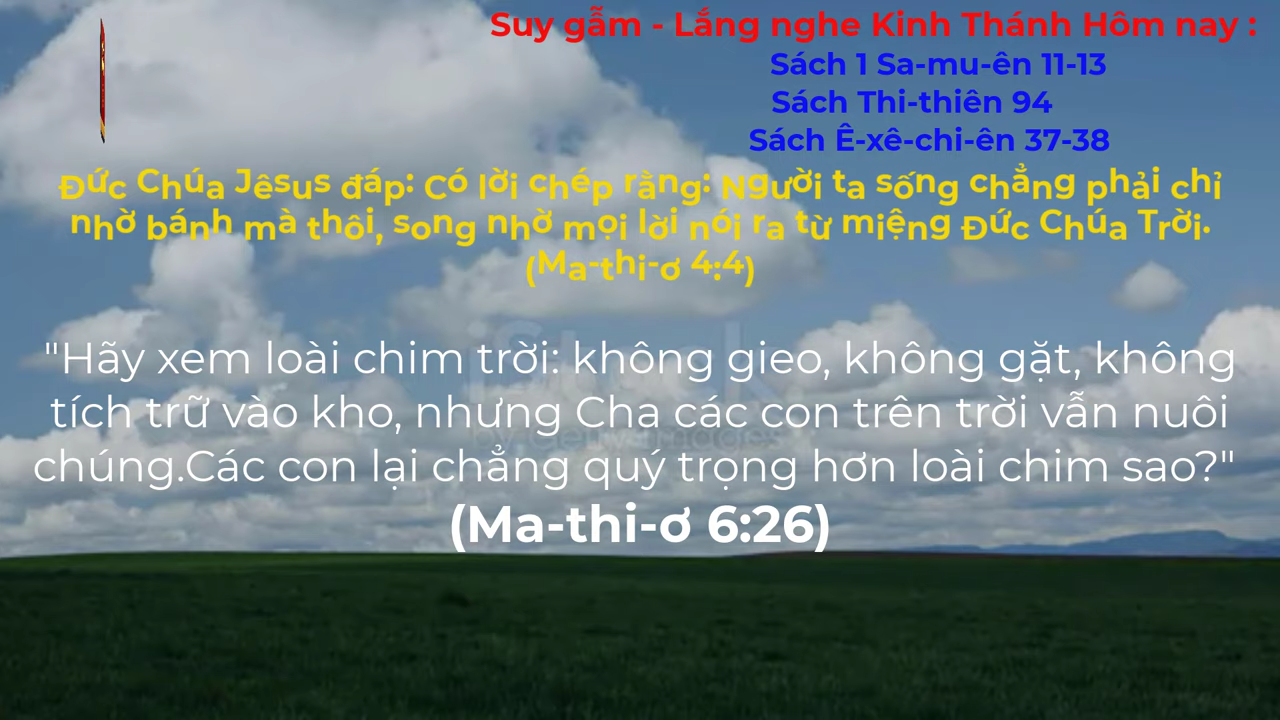 Suy gẫm - Lắng nghe Kinh Thánh Hôm nay :
Sách 1 Sa-mu-ên 11-13
Sách Thi-thiên 94
Sách Ê-xê-chi-ên 37-38
Đức Chúa Jêsus đáp: Có lời chép rằng: Người ta sống chẳng phải chỉ
nhờ bánh mà thôi, song nhờ mọi lời nói ra từ miệng Đức Chúa Trời.
(Ma-thi-ơ 4:4)
"Hãy xem loài chim trời: không gieo, không gặt, không
tích trữ vào kho, nhưng Cha các con trên trời vẫn nuôi
chúng.Các con lại chẳng quý trọng hơn loài chim sao?"
(Ma-thi-ơ 6:26)
iStock
by Getty Images